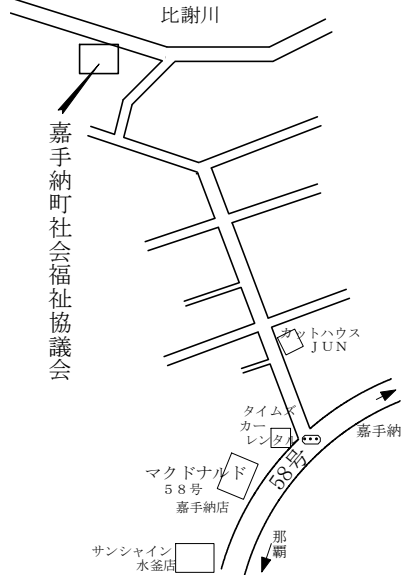 比謝川
嘉手納町社会福祉協議会
カットハウス
ＪＵＮ
タイムズ
カー
レンタル
嘉手納
58号
マクドナルド
５８号
嘉手納店
那覇
サンシャイン
水釜店